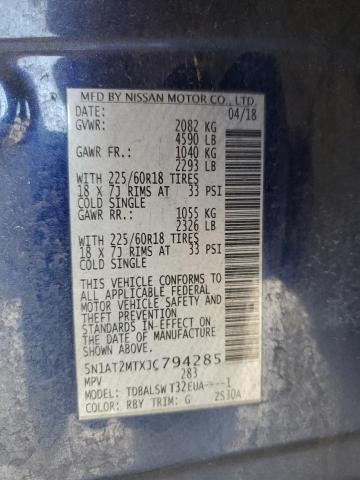 MFD BY NISSAN MOTOR CO., LTD.
DATE: 04/18
GVWR: 2082 KG
4590 LB
GAWR FR.: 1040 KG
2293 LB
WITH 225/60R18 TIRES
18 X 7J RIMS AT 33 PSI
COLD SINGLE
GAWR RR.: 1055 KG
2326 LB
WITH 225/60R18 TIRES
18 X 7J RIMS AT 33 PSI
COLD SINGLE
THIS VEHICLE CONFORMS TO
ALL APPLICABLE FEDERAL
MOTOR VEHICLE SAFETY AND
THEFT PREVENTION
STANDARDS IN EFFECT ON
THE DATE OF MANUFACTURE
SHOWN ABOVE.
5N1AT2MTXJC794285
MPV 283
MODEL: TDBALSWT32EUA----1
COLOR: RBY TRIM: G 2S30A